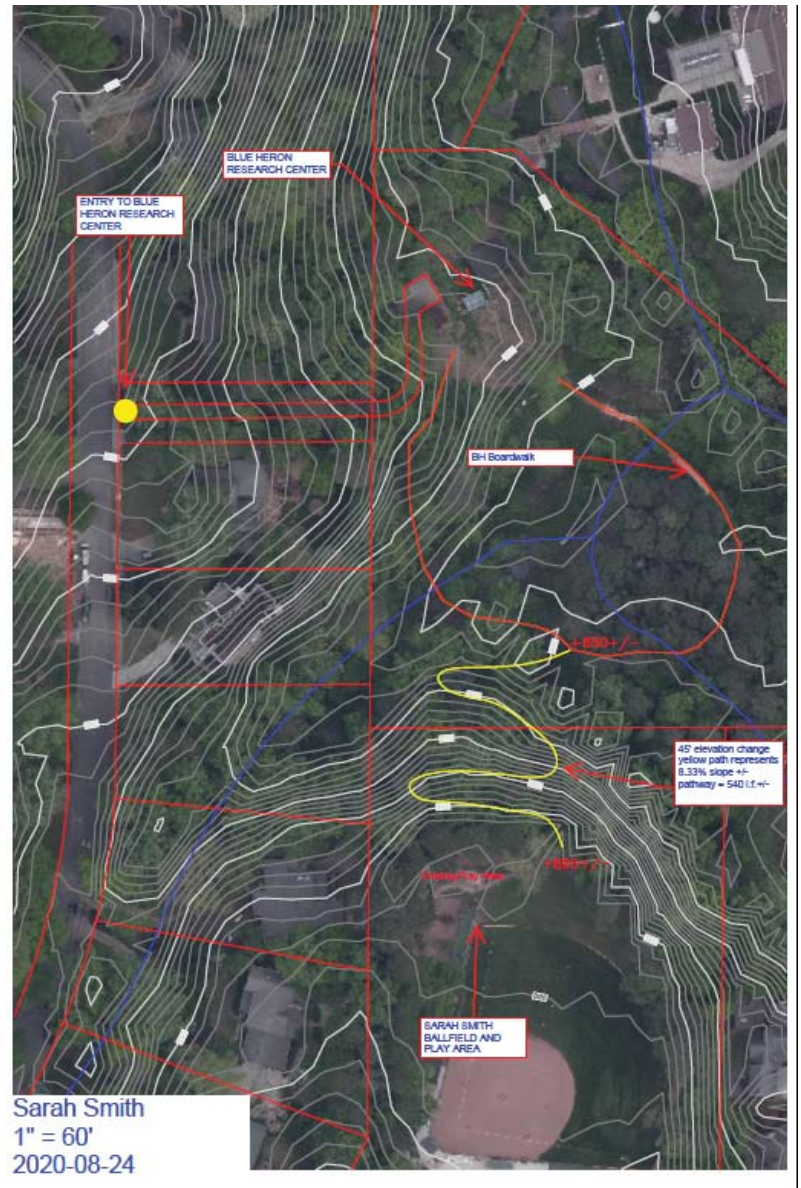 BLUE HERON
RESEARCH CENTER
ENTRY TO BLUE
HERON RESEARCH
CENTER
BH Boardwalk
+850+/-
45' elevation change
yellow path represents
8.33% slope +/-
pathway = 540 l.f.+/-
SARAH SMITH
BALLFIELD AND
PLAY AREA
Sarah Smith
1" = 60'
2020-08-24